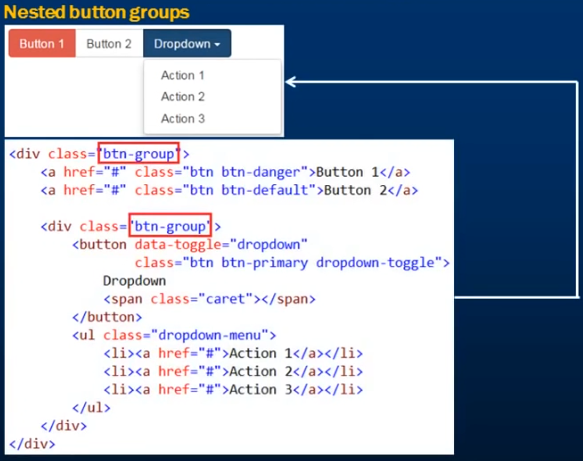 Nested button groups
Button 1 Button 2 Dropdown
Action 1
Action 2
Action 3
<div class="btn-group">
    <a href="#" class="btn btn-danger">Button 1</a>
    <a href="#" class="btn btn-default">Button 2</a>
    <div class="btn-group">
        <button data-toggle="dropdown"
                class="btn btn-primary dropdown-toggle">
            Dropdown
            <span class="caret"></span>
        </button>
        <ul class="dropdown-menu">
            <li><a href="#">Action 1</a></li>
            <li><a href="#">Action 2</a></li>
            <li><a href="#">Action 3</a></li>
        </ul>
    </div>
</div>